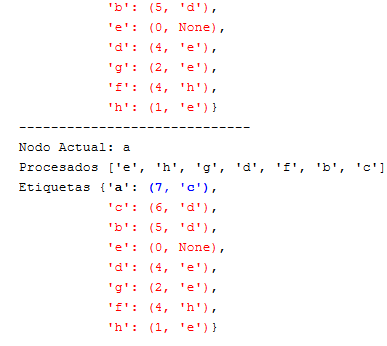 'b': (5, 'd'),
'e': (0, None),
'd': (4, 'e'),
'g': (2, 'e'),
'f': (4, 'h'),
'h': (1, 'e')}
-----------------------------
Nodo Actual: a
Procesados ['e', 'h', 'g', 'd', 'f', 'b', 'c']
Etiquetas {'a': (7, 'c'),
'c': (6, 'd'),
'b': (5, 'd'),
'e': (0, None),
'd': (4, 'e'),
'g': (2, 'e'),
'f': (4, 'h'),
'h': (1, 'e')}